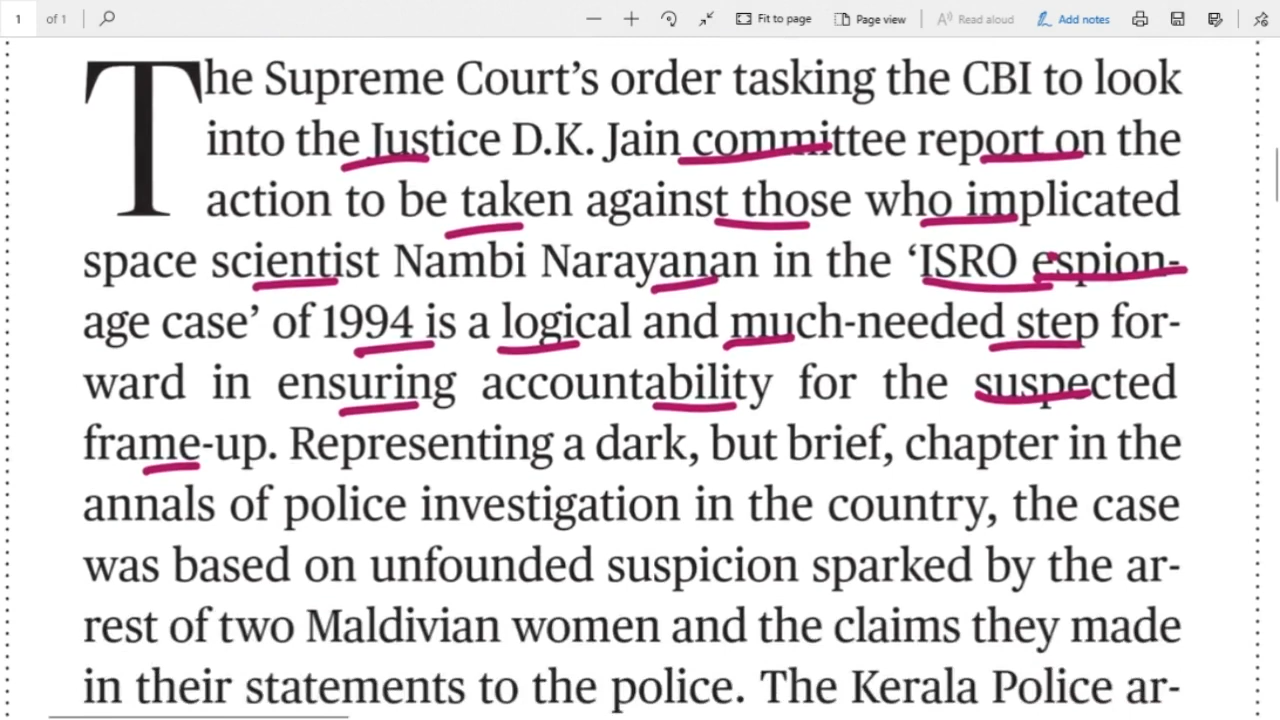 1 of 1 Fit to page Page view Read aloud Add notes
The Supreme Court’s order tasking the CBI to look
into the Justice D.K. Jain committee report on the
action to be taken against those who implicated
space scientist Nambi Narayanan in the ‘ISRO espion-
age case’ of 1994 is a logical and much-needed step for-
ward in ensuring accountability for the suspected
frame-up. Representing a dark, but brief, chapter in the
annals of police investigation in the country, the case
was based on unfounded suspicion sparked by the ar-
rest of two Maldivian women and the claims they made
in their statements to the police. The Kerala Police ar-